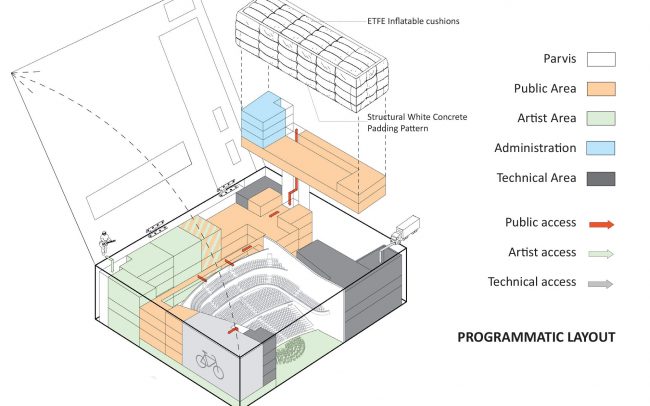 ETFE Inflatable cushions
Structural White Concrete
Padding Pattern
Parvis
Public Area
Artist Area
Administration
Technical Area
Public access
Artist access
Technical access
PROGRAMMATIC LAYOUT